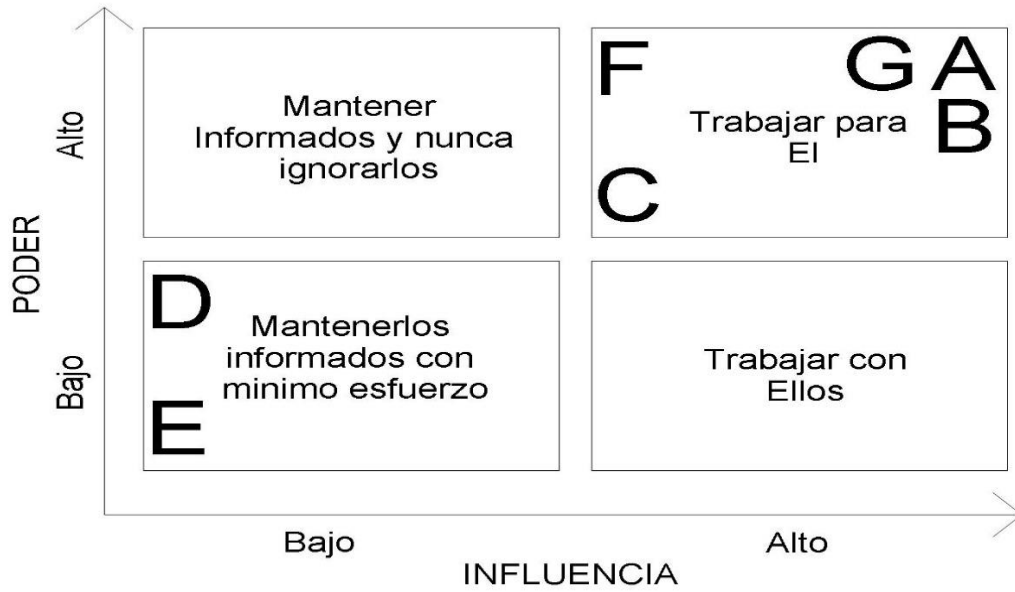 PODER
Alto
Bajo
Mantener
Informados y nunca
ignorarlos
F
G
A
B
C
Trabajar para
El
D
E
Mantenerlos
informados con
minimo esfuerzo
Trabajar con
Ellos
Bajo
Alto
INFLUENCIA